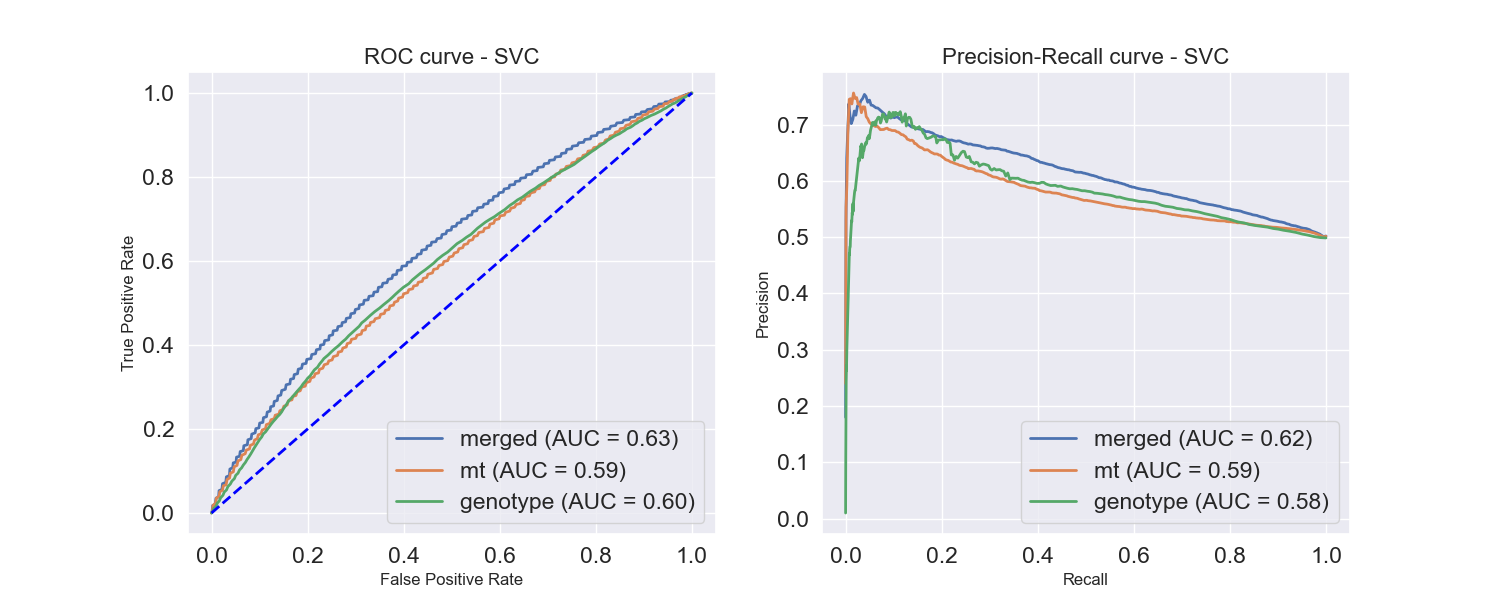 ROC curve - SVC
1.0
0.8
0.6
0.4
0.2
0.0
True Positive Rate
merged (AUC = 0.63)
mt (AUC = 0.59)
genotype (AUC = 0.60)
0.0 0.2 0.4 0.6 0.8 1.0
False Positive Rate
Precision-Recall curve - SVC
0.7
0.6
0.5
0.4
0.3
0.2
0.1
0.0
Precision
merged (AUC = 0.62)
mt (AUC = 0.59)
genotype (AUC = 0.58)
0.0 0.2 0.4 0.6 0.8 1.0
Recall